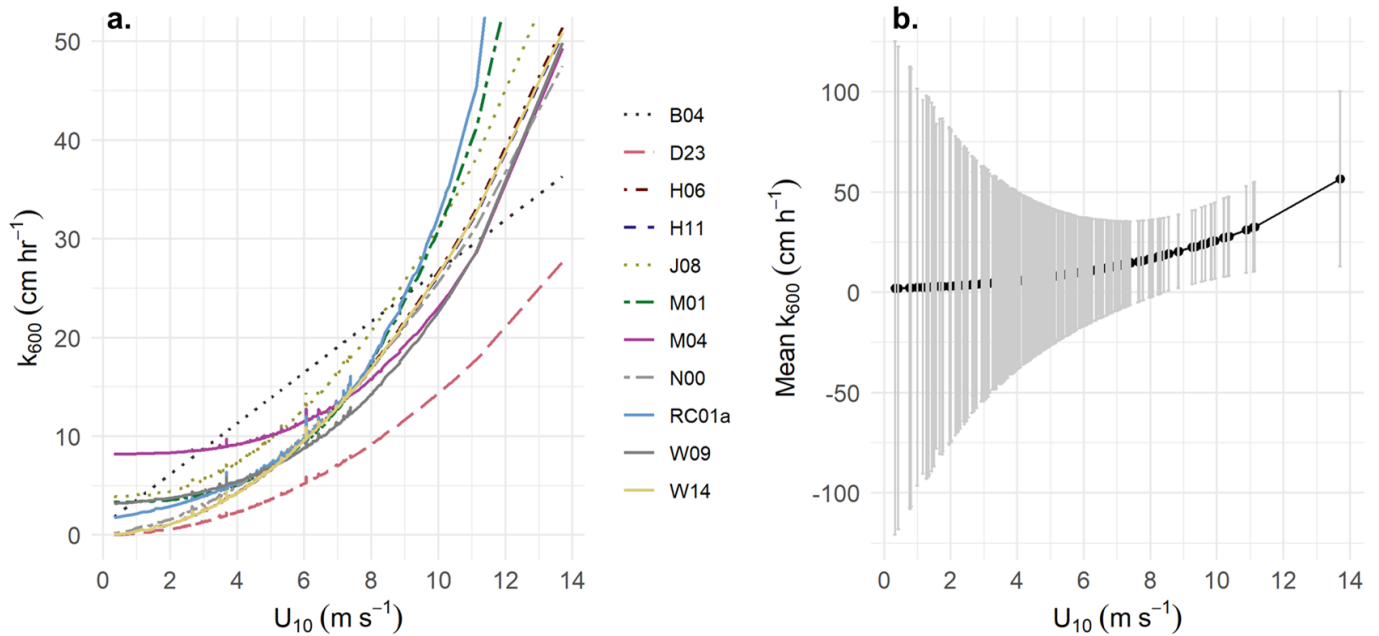 a.
50
40
30
20
10
0
k₆₀₀ (cm hr⁻¹)
0 2 4 6 8 10 12 14
U₁₀ (m s⁻¹)
B04
D23
H06
H11
J08
M01
M04
N00
RC01a
W09
W14
b.
100
50
0
-50
-100
Mean k₆₀₀ (cm h⁻¹)
0 2 4 6 8 10 12 14
U₁₀ (m s⁻¹)